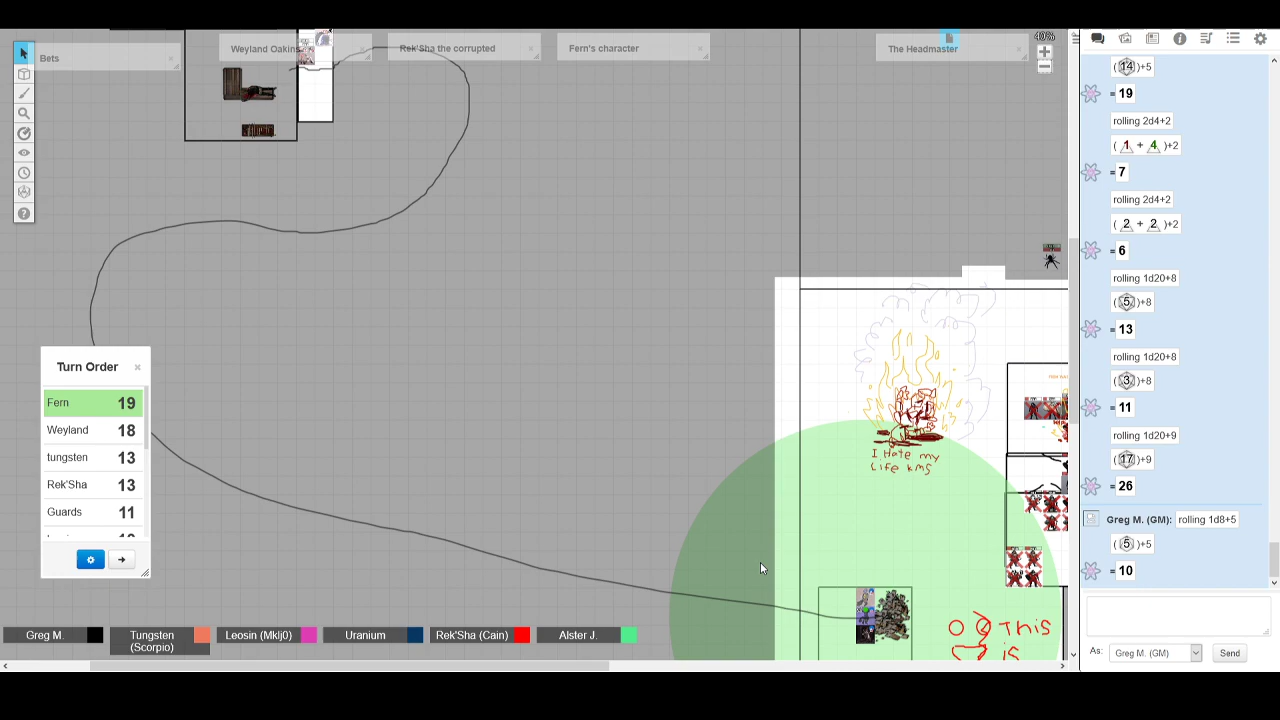 Bets
Weyland Oakins
Rek'Sha the corrupted
Fern's character
The Headmaster
40%
Turn Order
Fern 19
Weyland 18
tungsten 13
Rek'Sha 13
Guards 11
I Hate my
Life kms
This
is
Greg M.
Tungsten
(Scorpio)
Leosin (Mklj0)
Uranium
Rek'Sha (Cain)
Alster J.
(14)+5
= 19
rolling 2d4+2
(1 + 4)+2
= 7
rolling 2d4+2
(2 + 2)+2
= 6
rolling 1d20+8
(5)+8
= 13
rolling 1d20+8
(3)+8
= 11
rolling 1d20+9
(17)+9
= 26
Greg M. (GM): rolling 1d8+5
(5)+5
= 10
As: Greg M. (GM) Send